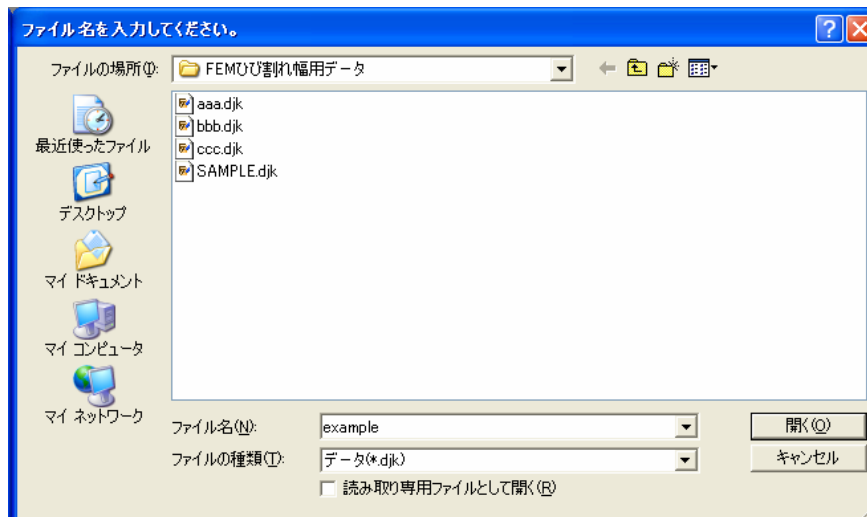 ファイル名を入力してください。
ファイルの場所(I):
FEMひび割れ幅用データ
最近使ったファイル
デスクトップ
マイ ドキュメント
マイ コンピュータ
マイ ネットワーク
aaa.djk
bbb.djk
ccc.djk
SAMPLE.djk
ファイル名(N):
example
開く(O)
ファイルの種類(T):
データ(*.djk)
キャンセル
読み取り専用ファイルとして開く(R)